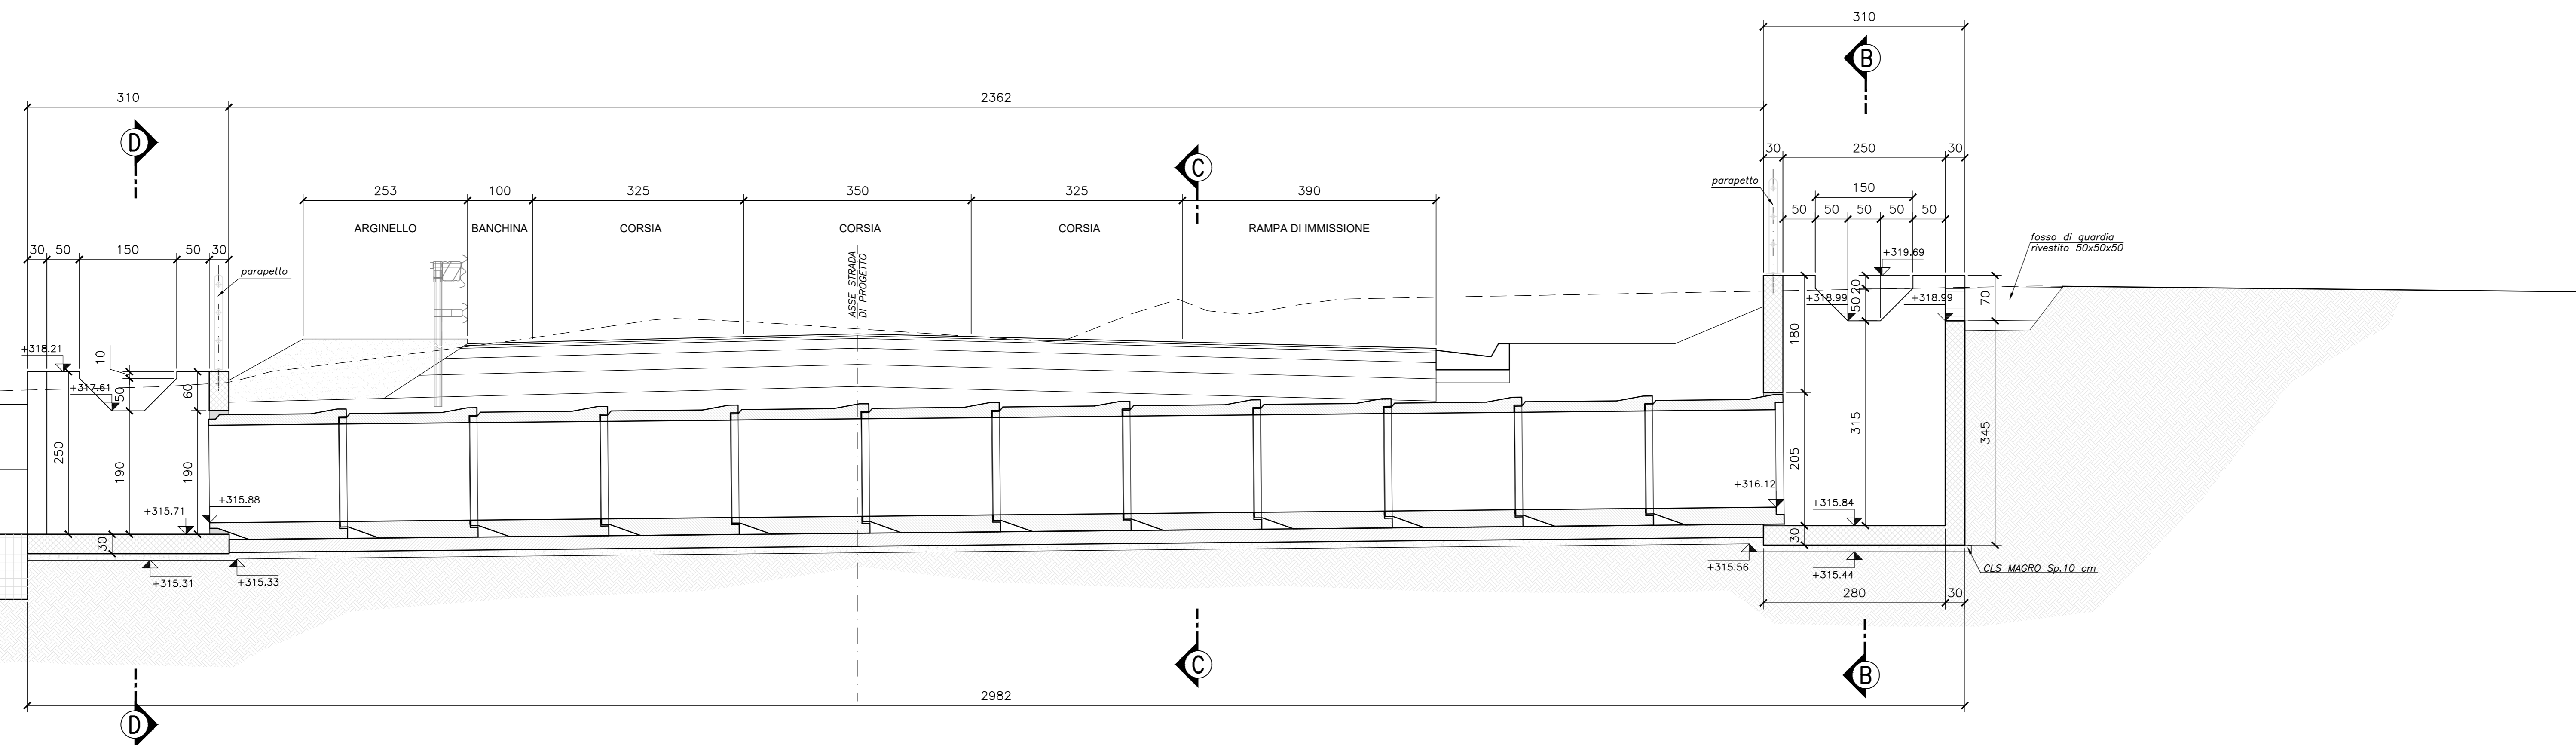 310
B
310
2362
D
C
30
250
30
parapetto
150
253
100
325
350
325
390
50
50
50
50
50
ARGINELLO
BANCHINA
CORSIA
CORSIA
CORSIA
RAMPA DI IMMISSIONE
fosso di guardia
rivestito 50x50x50
30
50
150
50
30
parapetto
ASSE STRADA
DI PROGETTO
+319.69
20
50
+318.99
+318.99
70
180
+318.21
10
+317.61
50
60
250
190
190
315
345
205
+315.88
+316.12
+315.71
+315.84
30
30
+315.31
+315.33
+315.56
+315.44
CLS MAGRO Sp.10 cm
280
30
C
B
2982
D